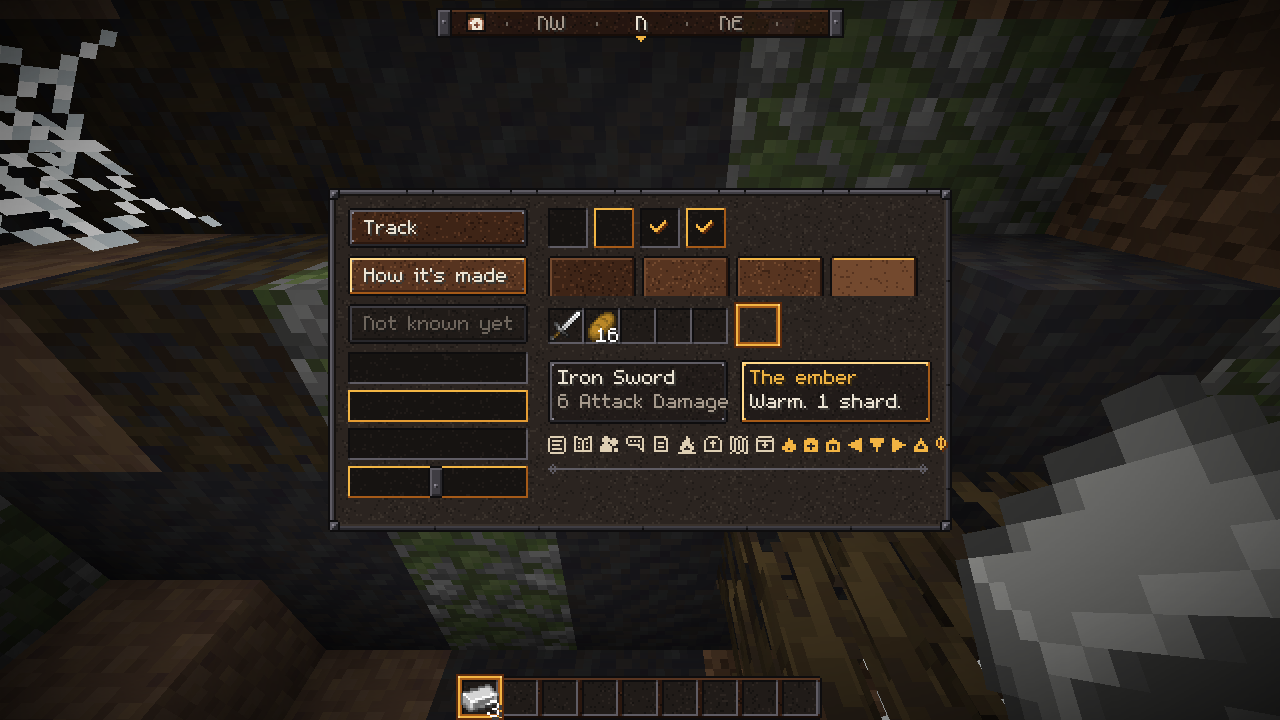 NW N NE
Track
How it's made
Not known yet
16
Iron Sword
6 Attack Damage
The ember
Warm. 1 shard.
3